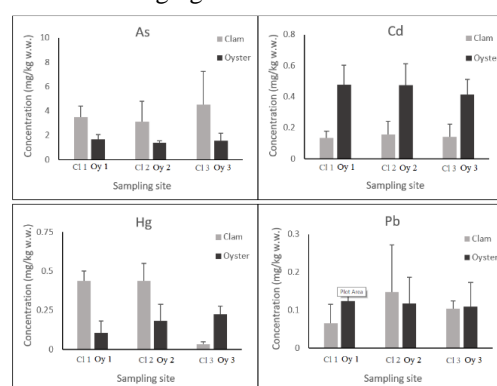 As
Clam
Oyster
Concentration (mg/kg w.w.)
10
8
6
4
2
0
Cl 1 Oy 1 Cl 2 Oy 2 Cl 3 Oy 3
Sampling site
Cd
Clam
Oyster
Concentration (mg/kg w.w.)
0.8
0.6
0.4
0.2
0
Cl 1 Oy 1 Cl 2 Oy 2 Cl 3 Oy 3
Sampling site
Hg
Clam
Oyster
Concentration (mg/kg w.w.)
0.75
0.5
0.25
0
Cl 1 Oy 1 Cl 2 Oy 2 Cl 3 Oy 3
Sampling site
Pb
Clam
Oyster
Concentration (mg/kg w.w.)
0.3
0.2
0.1
0
Plot Area
Cl 1 Oy 1 Cl 2 Oy 2 Cl 3 Oy 3
Sampling site